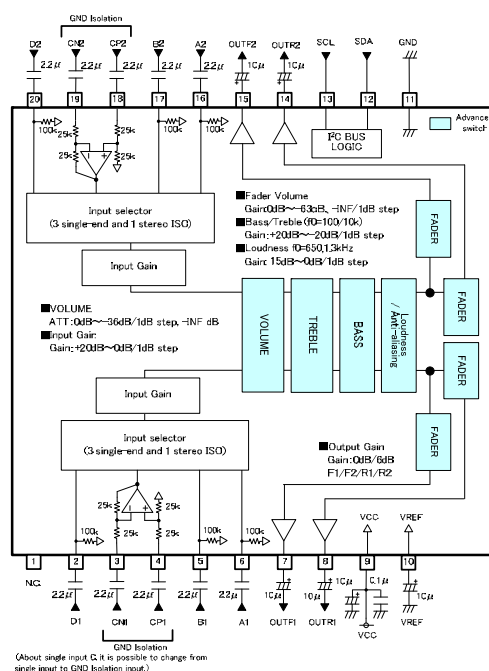 GND Isolation
D2 CN2 CP2 B2 A2 OUTF2 OUTR2 SCL SDA GND
2.2μ 2.2μ 2.2μ 2.2μ 2.2μ 10μ 10μ
20 19 18 17 16 15 14 13 12 11
100k 25k 25k 100k 100k
25k 25k
I²C BUS
LOGIC
Advanced
switch
Input selector
(3 single-end and 1 stereo ISO)
■Fader Volume
Gain:0dB~-63dB, -INF/1dB step
■Bass/Treble(f0=100/10k)
Gain:+20dB~-20dB/1dB step
■Loudness f0=650,1.3kHz
Gain:15dB~0dB/1dB step
FADER
FADER
Input Gain
■VOLUME
ATT:0dB~-36dB/1dB step, -INF dB
■Input Gain
Gain:+20dB~0dB/1dB step
VOLUME
TREBLE
BASS
Loudness
/ Anti-aliasing
Input Gain
FADER
FADER
Input selector
(3 single-end and 1 stereo ISO)
■Output Gain
Gain:0dB/6dB
F1/F2/R1/R2
25k 25k
100k 25k 25k 100k 100k
VCC VREF
1 2 3 4 5 6 7 8 9 10
N.C. 2.2μ 2.2μ 2.2μ 2.2μ 2.2μ 10μ 10μ 10μ 0.1μ 10μ
D1 CN1 CP1 B1 A1 OUTF1 OUTR1 VCC VREF
GND Isolation
(About single input C, it is possible to change from
single input to GND Isolation input.)